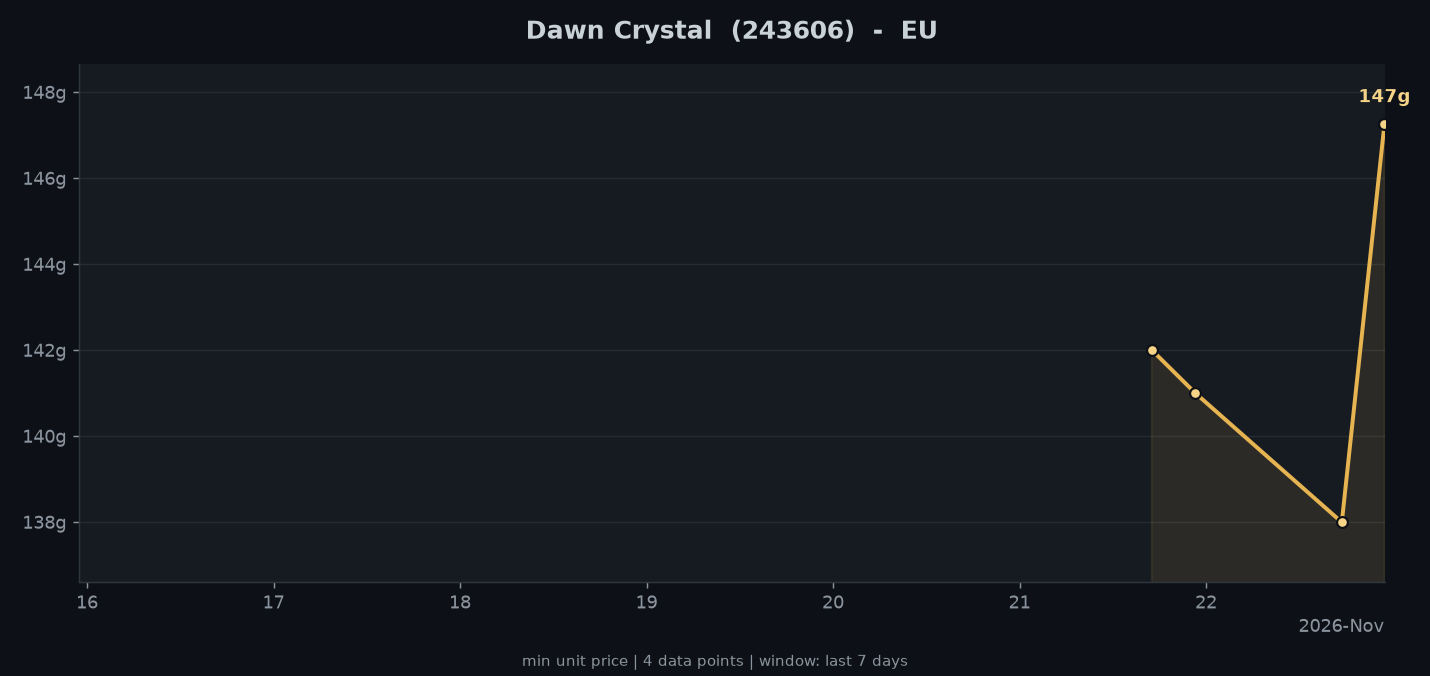 Dawn Crystal (243606) - EU
148g
147g
146g
144g
142g
140g
138g
16 17 18 19 20 21 22
2026-Nov
min unit price | 4 data points | window: last 7 days